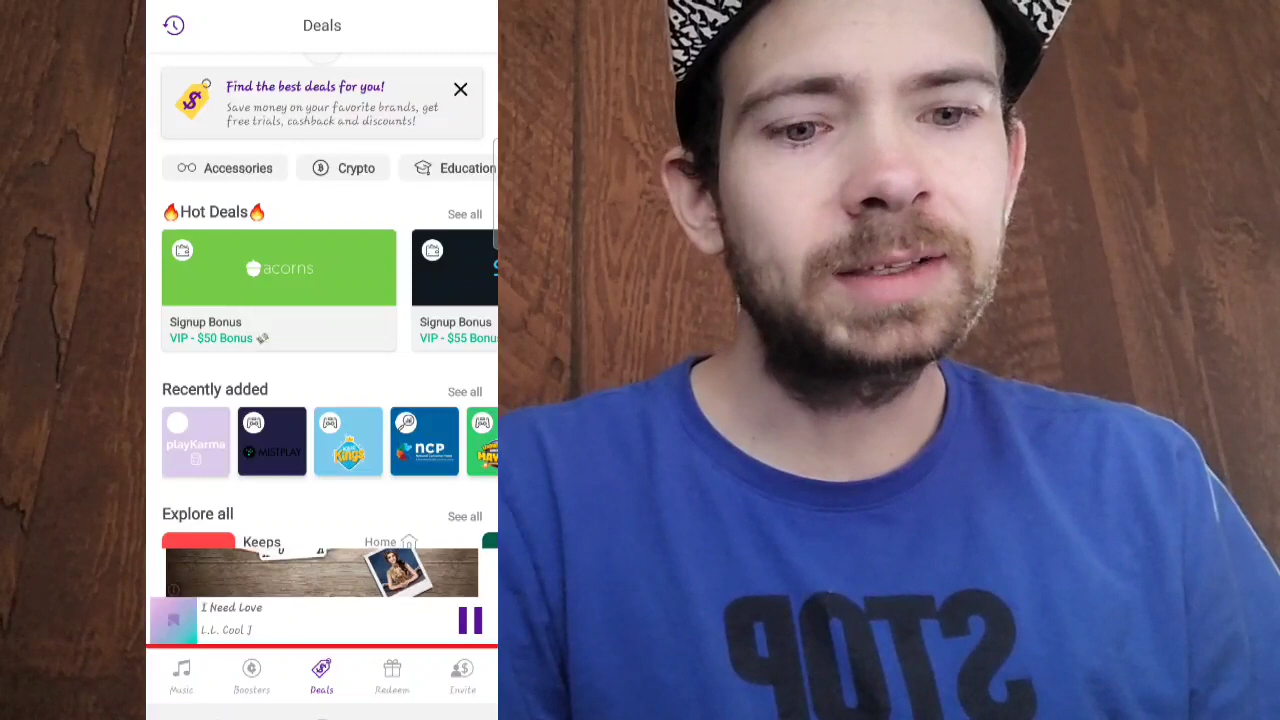 Deals
Find the best deals for you!
Save money on your favorite brands, get
free trials, cashback and discounts!
Accessories
Crypto
Education
🔥Hot Deals🔥
See all
acorns
Signup Bonus
VIP - $50 Bonus 💸
Signup Bonus
VIP - $55 Bonus
Recently added
See all
playKarma
MISTPLAY
Kings
ncp
Explore all
See all
Keeps
Home
I Need Love
L.L. Cool J
Music
Boosters
Deals
Redeem
Invite
STOP